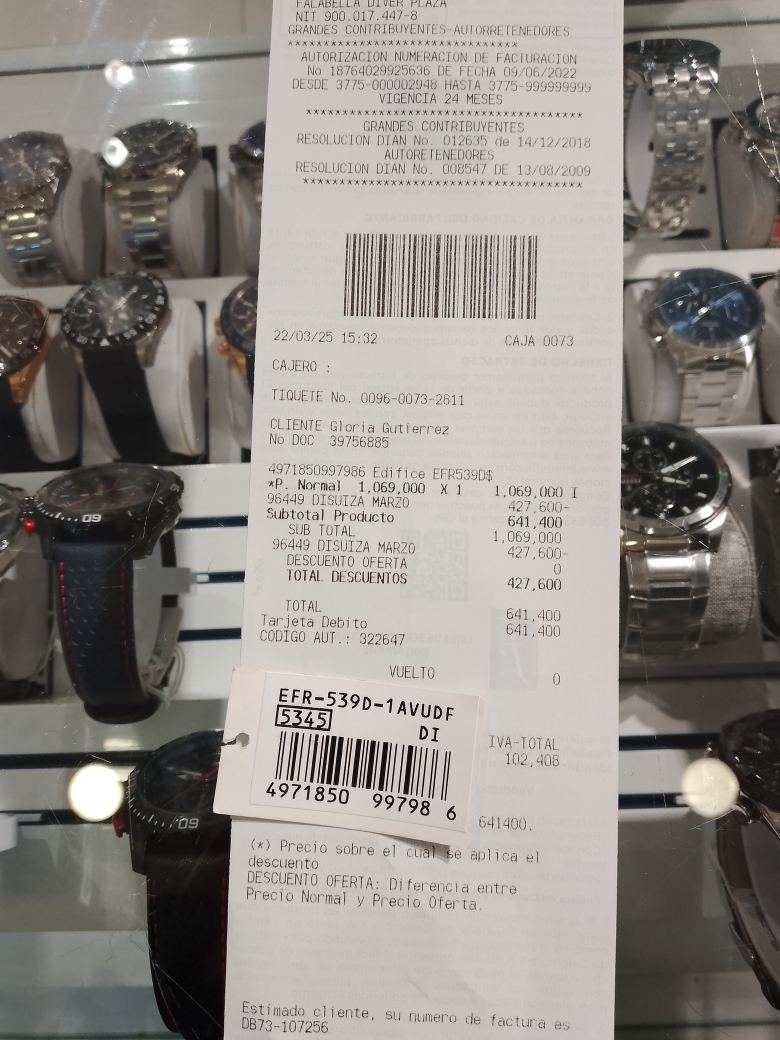 FALABELLA DIVER PLAZA
NIT 900.017.447-8
GRANDES CONTRIBUYENTES-AUTORRETENEDORES
****************************************
AUTORIZACION NUMERACION DE FACTURACION
No 18764029925636 DE FECHA 09/06/2022
DESDE 3775-000002948 HASTA 3775-999999999
VIGENCIA 24 MESES
****************************************
GRANDES CONTRIBUYENTES
RESOLUCION DIAN No. 012635 de 14/12/2018
AUTORETENEDORES
RESOLUCION DIAN No. 008547 DE 13/08/2009
****************************************
22/03/25 15:32 CAJA 0073
CAJERO :
TIQUETE No. 0096-0073-2811
CLIENTE Gloria Gutierrez
No DOC 39756885
4971850997986 Edifice EFR539D$
*P. Normal 1,069,000 X 1 1,069,000 I
96449 DISUIZA MARZO 427,600-
Subtotal Producto 641,400
SUB TOTAL 1,069,000
96449 DISUIZA MARZO 427,600-
DESCUENTO OFERTA 0
TOTAL DESCUENTOS 427,600
TOTAL 641,400
Tarjeta Debito 641,400
CODIGO AUT.: 322647
VUELTO 0
EFR-539D-1AVUDF
5345 DI
4971850 99798 6
IVA-TOTAL
102,408
641400.
(*) Precio sobre el cual se aplica el
descuento
DESCUENTO OFERTA: Diferencia entre
Precio Normal y Precio Oferta.
Estimado cliente, su numero de factura es
DB73-107256